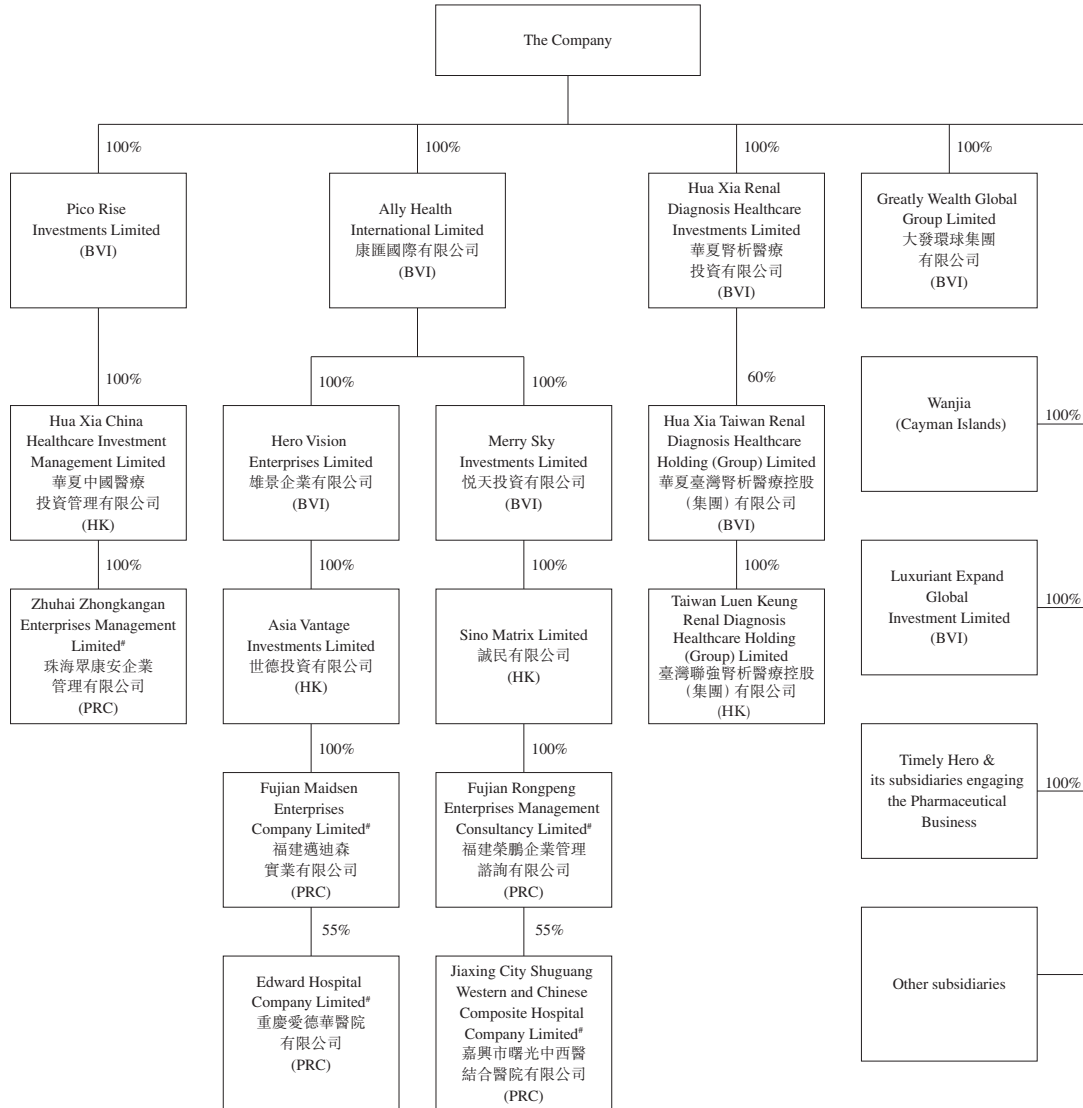 The Company
100%
100%
100%
100%
Pico Rise
Investments Limited
(BVI)
Ally Health
International Limited
康匯國際有限公司
(BVI)
Hua Xia Renal
Diagnosis Healthcare
Investments Limited
華夏腎析醫療
投資有限公司
(BVI)
Greatly Wealth Global
Group Limited
大發環球集團
有限公司
(BVI)
100%
100%
100%
60%
Hua Xia China
Healthcare Investment
Management Limited
華夏中國醫療
投資管理有限公司
(HK)
Hero Vision
Enterprises Limited
雄景企業有限公司
(BVI)
Merry Sky
Investments Limited
悦天投資有限公司
(BVI)
Hua Xia Taiwan Renal
Diagnosis Healthcare
Holding (Group) Limited
華夏臺灣腎析醫療控股
(集團)有限公司
(BVI)
Wanjia
(Cayman Islands)
100%
100%
100%
100%
100%
Zhuhai Zhongkangan
Enterprises Management
Limited#
珠海眾康安企業
管理有限公司
(PRC)
Asia Vantage
Investments Limited
世德投資有限公司
(HK)
Sino Matrix Limited
誠民有限公司
(HK)
Taiwan Luen Keung
Renal Diagnosis
Healthcare Holding
(Group) Limited
臺灣聯強腎析醫療控股
(集團)有限公司
(HK)
Luxuriant Expand
Global
Investment Limited
(BVI)
100%
100%
100%
Fujian Maidsen
Enterprises
Company Limited#
福建邁迪森
實業有限公司
(PRC)
Fujian Rongpeng
Enterprises Management
Consultancy Limited#
福建榮鵬企業管理
諮詢有限公司
(PRC)
Timely Hero &
its subsidiaries engaging
the Pharmaceutical
Business
100%
55%
55%
Edward Hospital
Company Limited#
重慶愛德華醫院
有限公司
(PRC)
Jiaxing City Shuguang
Western and Chinese
Composite Hospital
Company Limited#
嘉興市曙光中西醫
結合醫院有限公司
(PRC)
Other subsidiaries